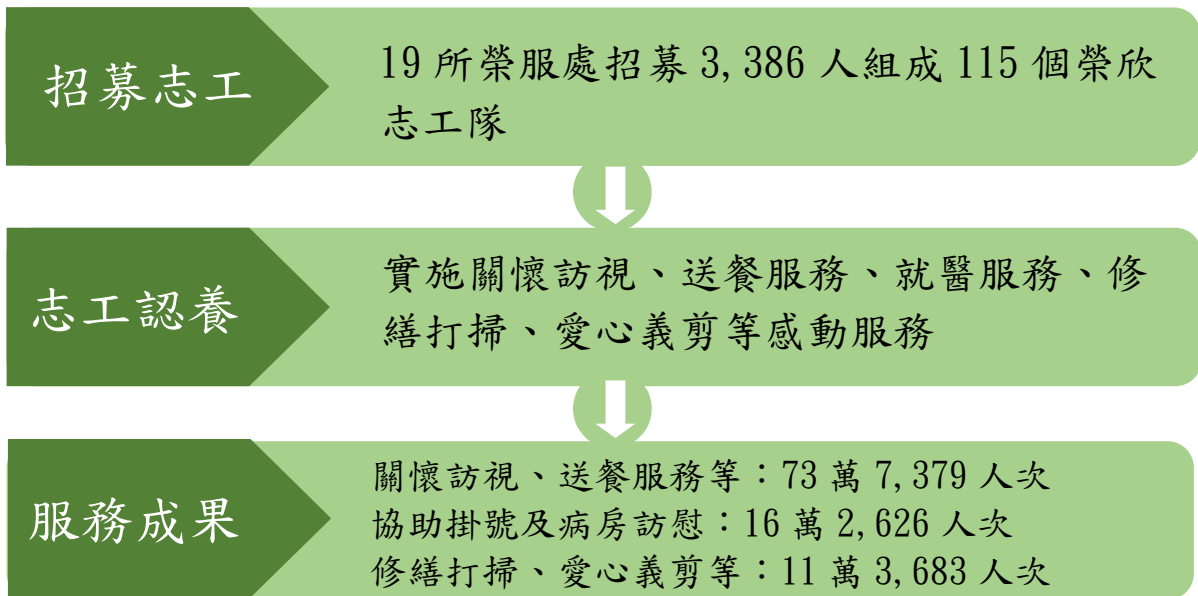 招募志工
19 所榮服處招募 3,386 人組成 115 個榮欣
志工隊
志工認養
實施關懷訪視、送餐服務、就醫服務、修
繕打掃、愛心義剪等感動服務
服務成果
關懷訪視、送餐服務等：73 萬 7,379 人次
協助掛號及病房訪慰：16 萬 2,626 人次
修繕打掃、愛心義剪等：11 萬 3,683 人次